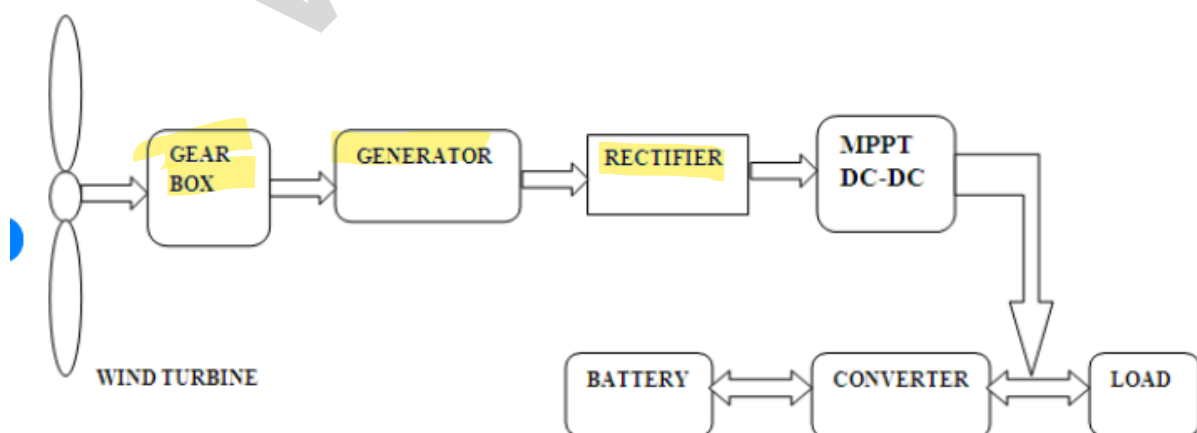 GEAR
BOX
GENERATOR
RECTIFIER
MPPT
DC-DC
WIND TURBINE
BATTERY
CONVERTER
LOAD